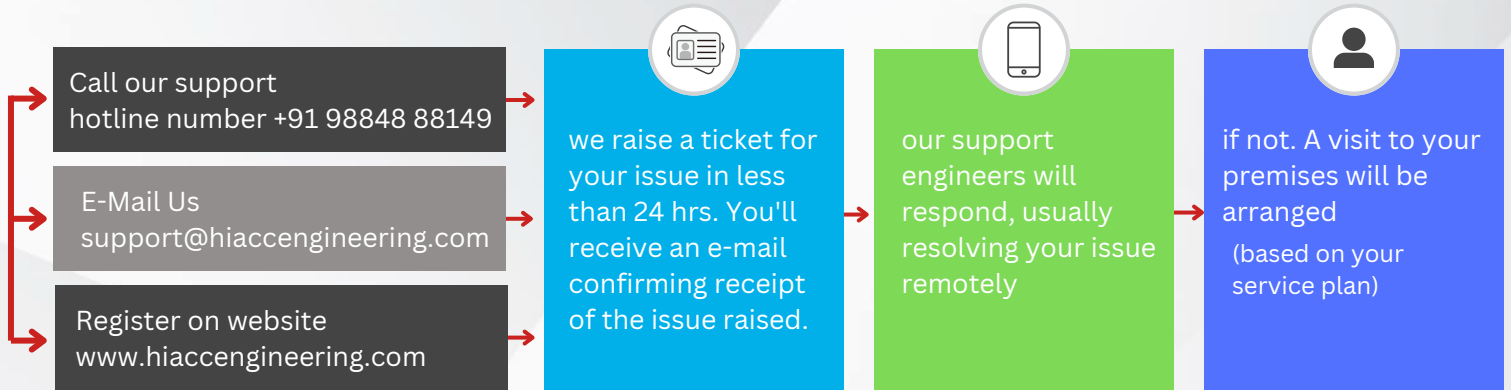 Call our support
hotline number +91 98848 88149
E-Mail Us
support@hiaccengineering.com
Register on website
www.hiaccengineering.com
we raise a ticket for
your issue in less
than 24 hrs. You'll
receive an e-mail
confirming receipt
of the issue raised.
our support
engineers will
respond, usually
resolving your issue
remotely
if not. A visit to your
premises will be
arranged
(based on your
service plan)